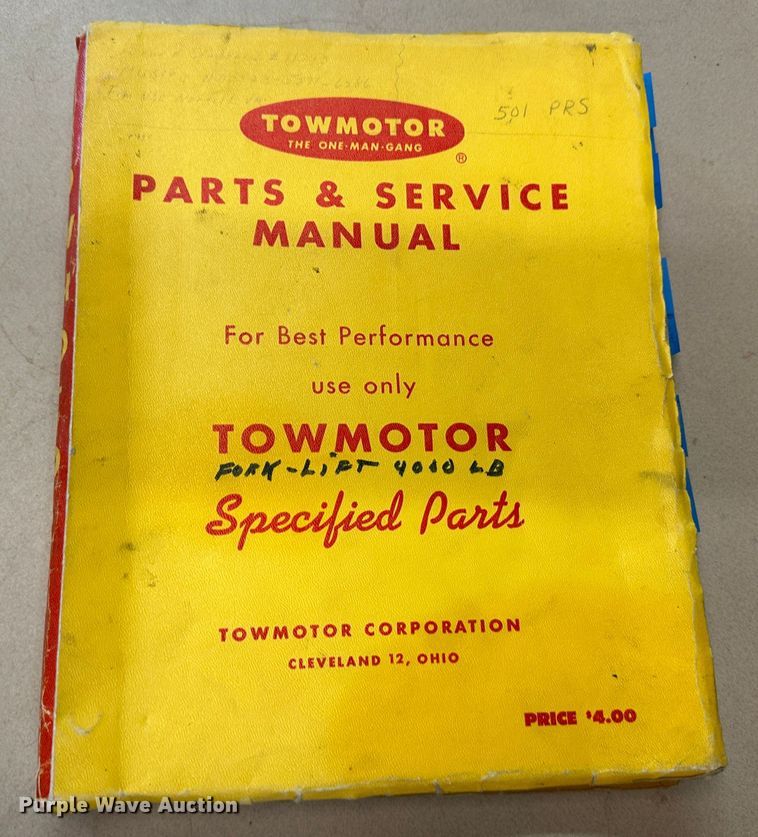 501 PRS
TOWMOTOR
THE ONE-MAN-GANG
®
PARTS & SERVICE
MANUAL
For Best Performance
use only
TOWMOTOR
FORK-LIFT 4000 LB
Specified Parts
TOWMOTOR CORPORATION
CLEVELAND 12, OHIO
PRICE $4.00
Purple Wave Auction